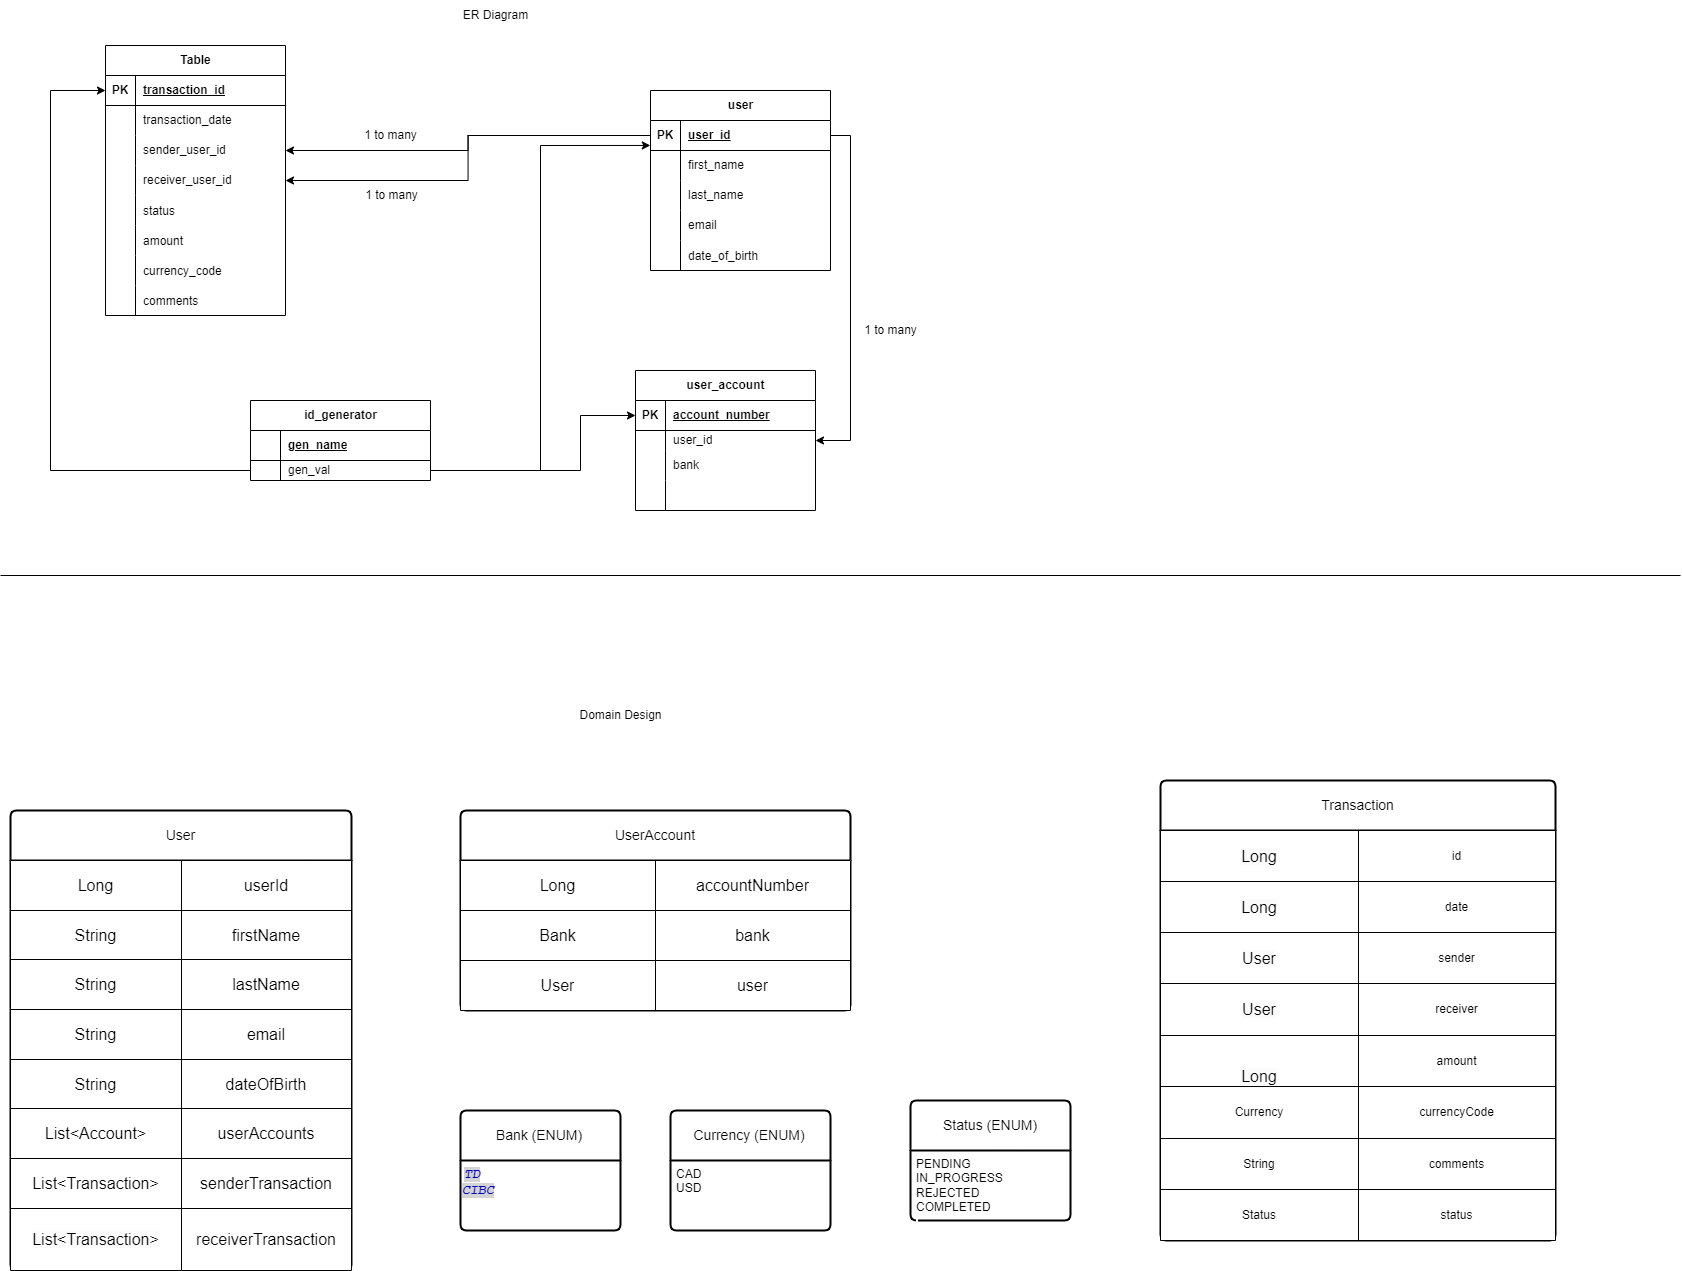 ER Diagram
Table
PK transaction_id
transaction_date
sender_user_id
receiver_user_id
status
amount
currency_code
comments
1 to many
1 to many
user
PK user_id
first_name
last_name
email
date_of_birth
1 to many
id_generator
gen_name
gen_val
user_account
PK account_number
user_id
bank
Domain Design
User
Long userId
String firstName
String lastName
String email
String dateOfBirth
List<Account> userAccounts
List<Transaction> senderTransaction
List<Transaction> receiverTransaction
UserAccount
Long accountNumber
Bank bank
User user
Bank (ENUM)
TD
CIBC
Currency (ENUM)
CAD
USD
Status (ENUM)
PENDING
IN_PROGRESS
REJECTED
COMPLETED
Transaction
Long id
Long date
User sender
User receiver
Long amount
Currency currencyCode
String comments
Status status